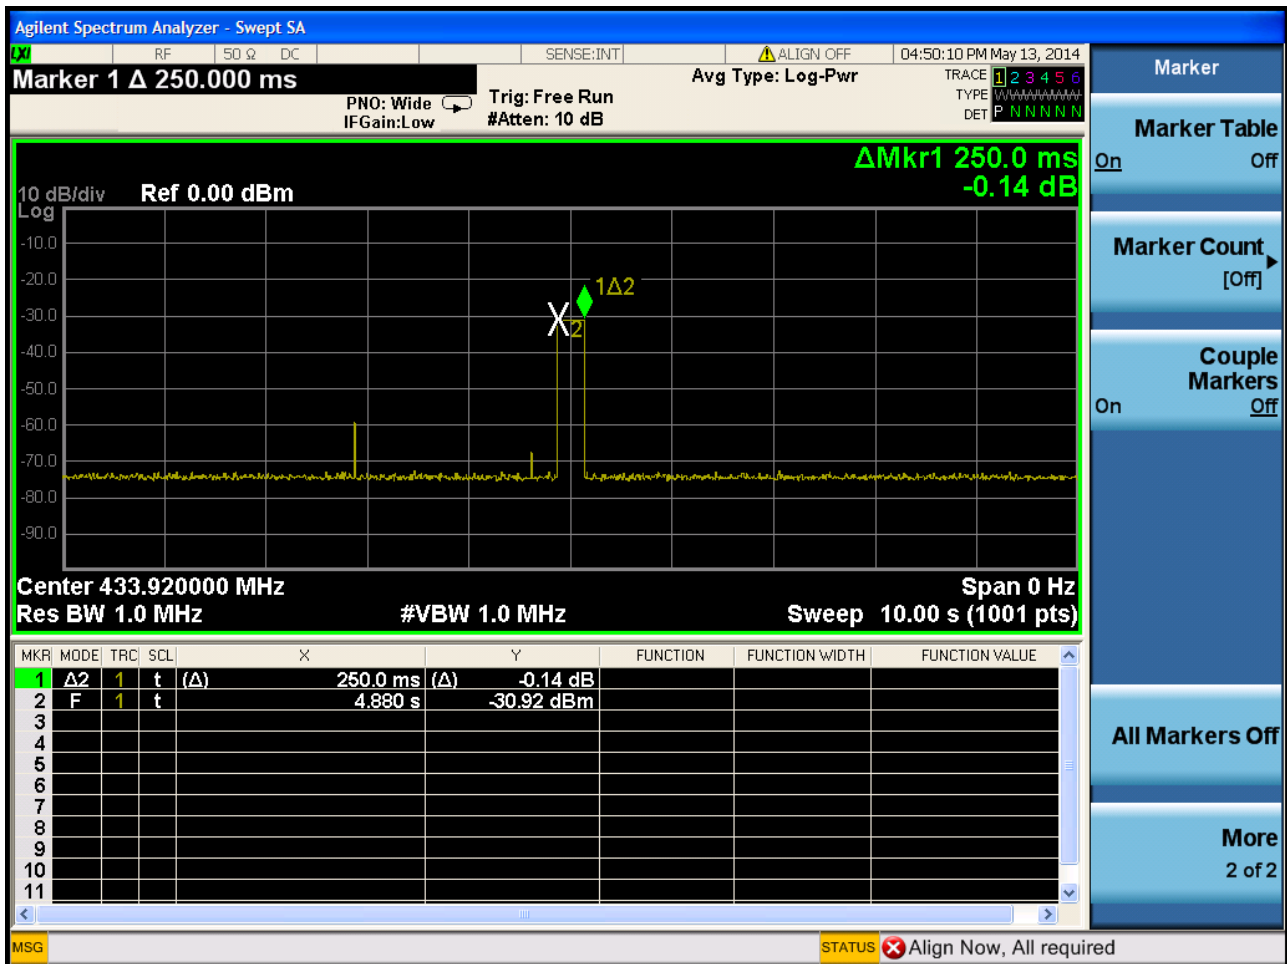 Agilent Spectrum Analyzer - Swept SA
LXI RF 50 Ω DC SENSE:INT ALIGN OFF 04:50:10 PM May 13, 2014
Marker 1 Δ 250.000 ms
PNO: Wide
IFGain:Low
Trig: Free Run
#Atten: 10 dB
Avg Type: Log-Pwr
TRACE 1 2 3 4 5 6
TYPE W
DET P N N N N N
ΔMkr1 250.0 ms
-0.14 dB
10 dB/div Ref 0.00 dBm
Log
-10.0
-20.0
-30.0
-40.0
-50.0
-60.0
-70.0
-80.0
-90.0
1Δ2
X2
Center 433.920000 MHz Span 0 Hz
Res BW 1.0 MHz #VBW 1.0 MHz Sweep 10.00 s (1001 pts)
MKR MODE TRC SCL X Y FUNCTION FUNCTION WIDTH FUNCTION VALUE
1 Δ2 1 t (Δ) 250.0 ms (Δ) -0.14 dB
2 F 1 t 4.880 s -30.92 dBm
3
4
5
6
7
8
9
10
11
MSG STATUS Align Now, All required
Marker
Marker Table
On Off
Marker Count
[Off]
Couple
Markers
On Off
All Markers Off
More
2 of 2